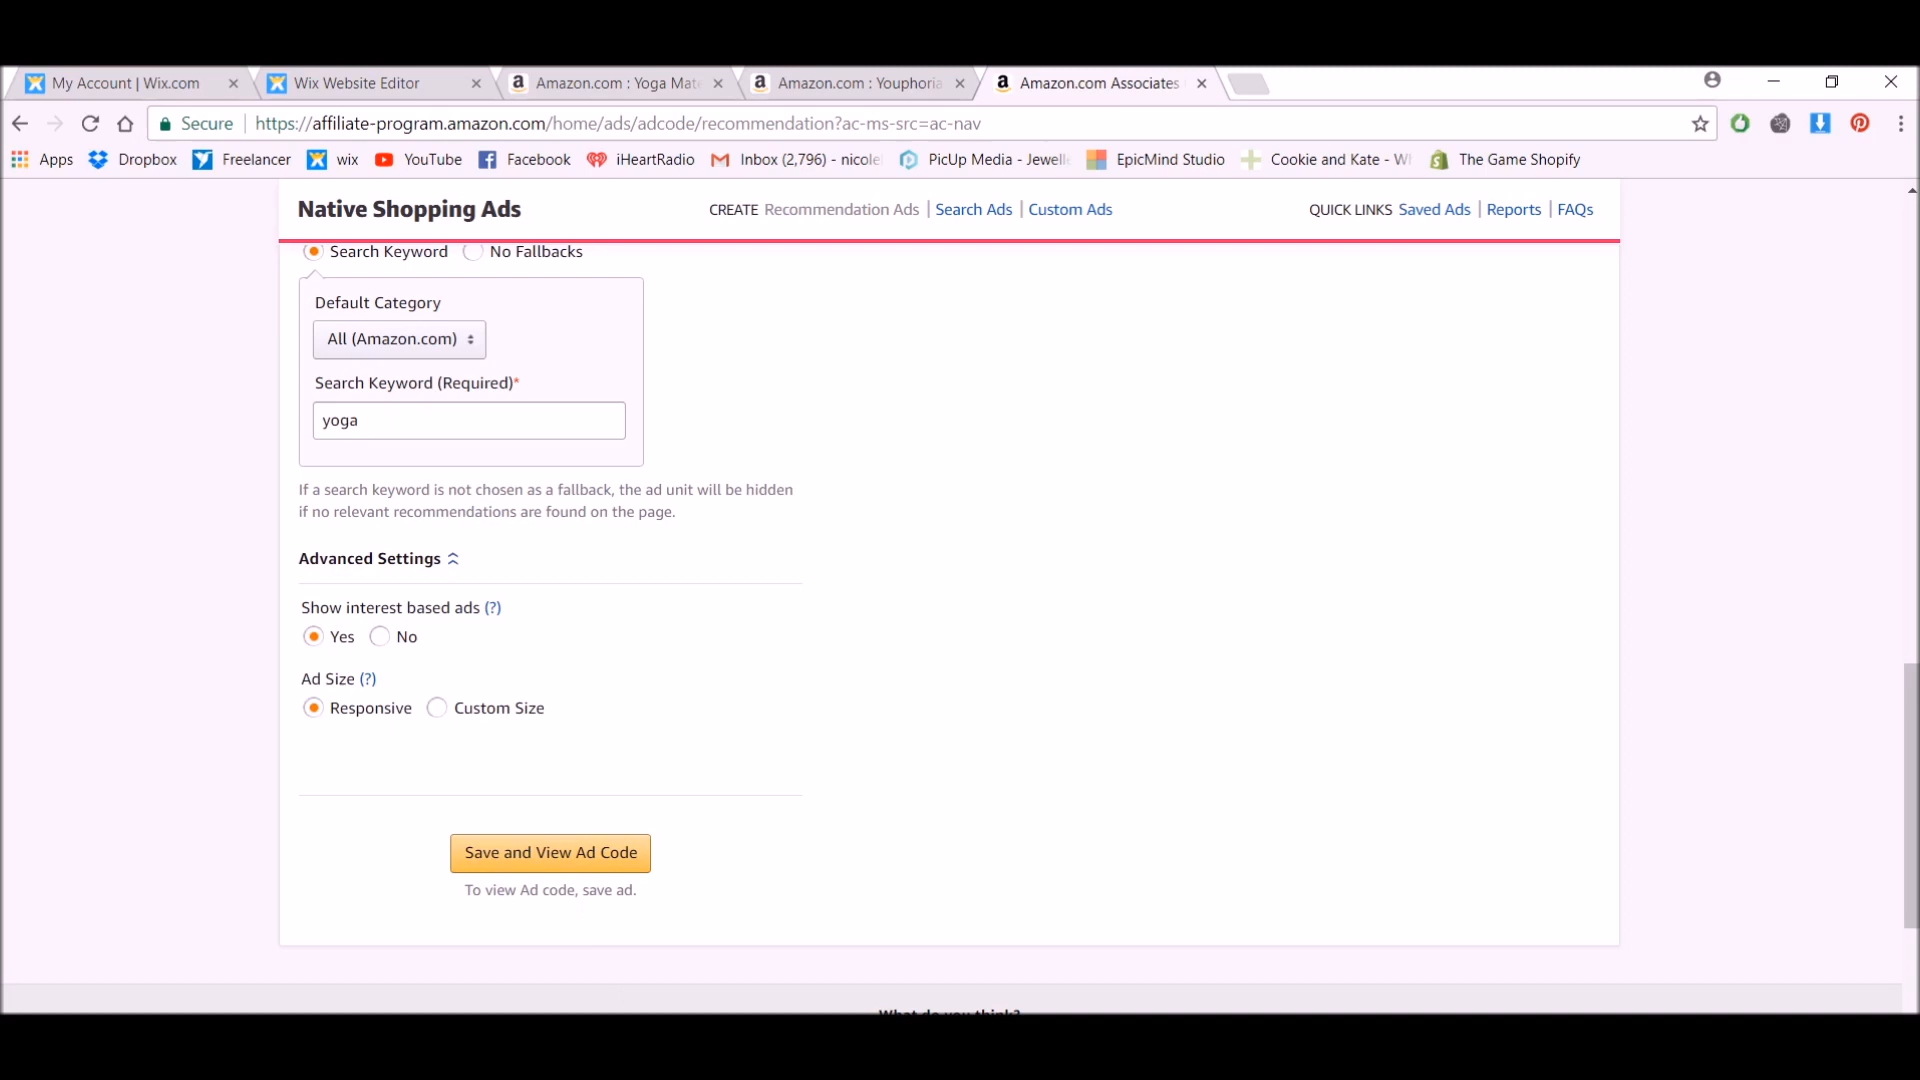 My Account | Wix.com
Wix Website Editor
Amazon.com : Yoga Mate
Amazon.com : Youphoria
Amazon.com Associates
Secure
https://affiliate-program.amazon.com/home/ads/adcode/recommendation?ac-ms-src=ac-nav
Apps
Dropbox
Freelancer
wix
YouTube
Facebook
iHeartRadio
Inbox (2,796) - nicole
PicUp Media - Jewell
EpicMind Studio
Cookie and Kate - Wh
The Game Shopify
Native Shopping Ads
CREATE Recommendation Ads | Search Ads | Custom Ads
QUICK LINKS Saved Ads | Reports | FAQs
Search Keyword No Fallbacks
Default Category
All (Amazon.com)
Search Keyword (Required)*
yoga
If a search keyword is not chosen as a fallback, the ad unit will be hidden
if no relevant recommendations are found on the page.
Advanced Settings
Show interest based ads (?)
Yes No
Ad Size (?)
Responsive Custom Size
Save and View Ad Code
To view Ad code, save ad.
What do you think?